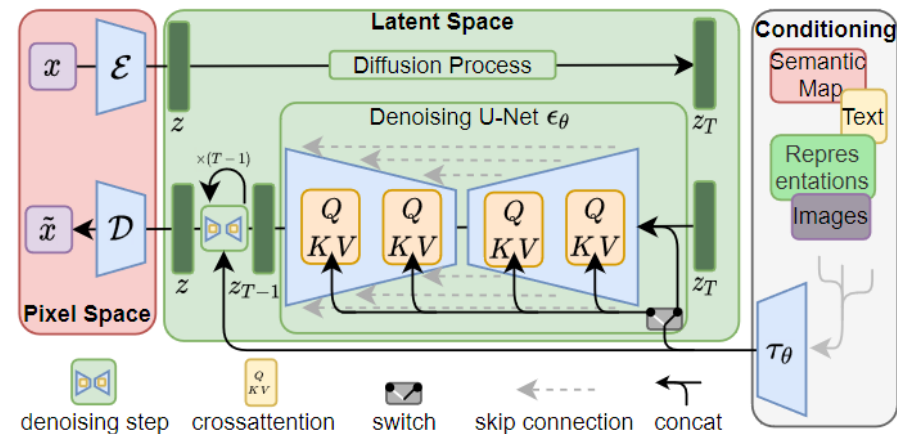 Latent Space
Conditioning
Semantic
Map
Text
Repres
entations
Images
x
ℰ
Diffusion Process
z
z_T
Denoising U-Net ϵ_θ
×(T−1)
Q
KV
Q
KV
Q
KV
Q
KV
x̃
𝒟
z
z_{T−1}
z_T
Pixel Space
τ_θ
Q
KV
denoising step
crossattention
switch
skip connection
concat